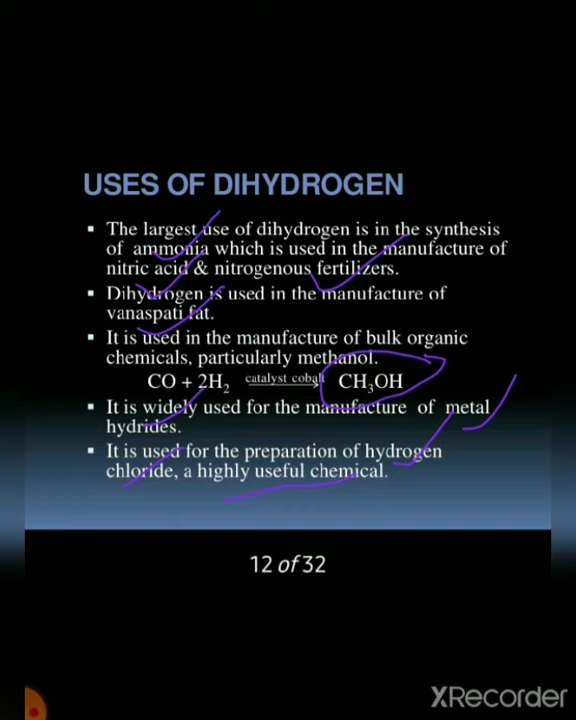 USES OF DIHYDROGEN
▪ The largest use of dihydrogen is in the synthesis
of ammonia which is used in the manufacture of
nitric acid & nitrogenous fertilizers.
▪ Dihydrogen is used in the manufacture of
vanaspati fat.
▪ It is used in the manufacture of bulk organic
chemicals, particularly methanol.
CO + 2H₂ catalyst cobalt CH₃OH
▪ It is widely used for the manufacture of metal
hydrides.
▪ It is used for the preparation of hydrogen
chloride, a highly useful chemical.
12 of 32
XRecorder